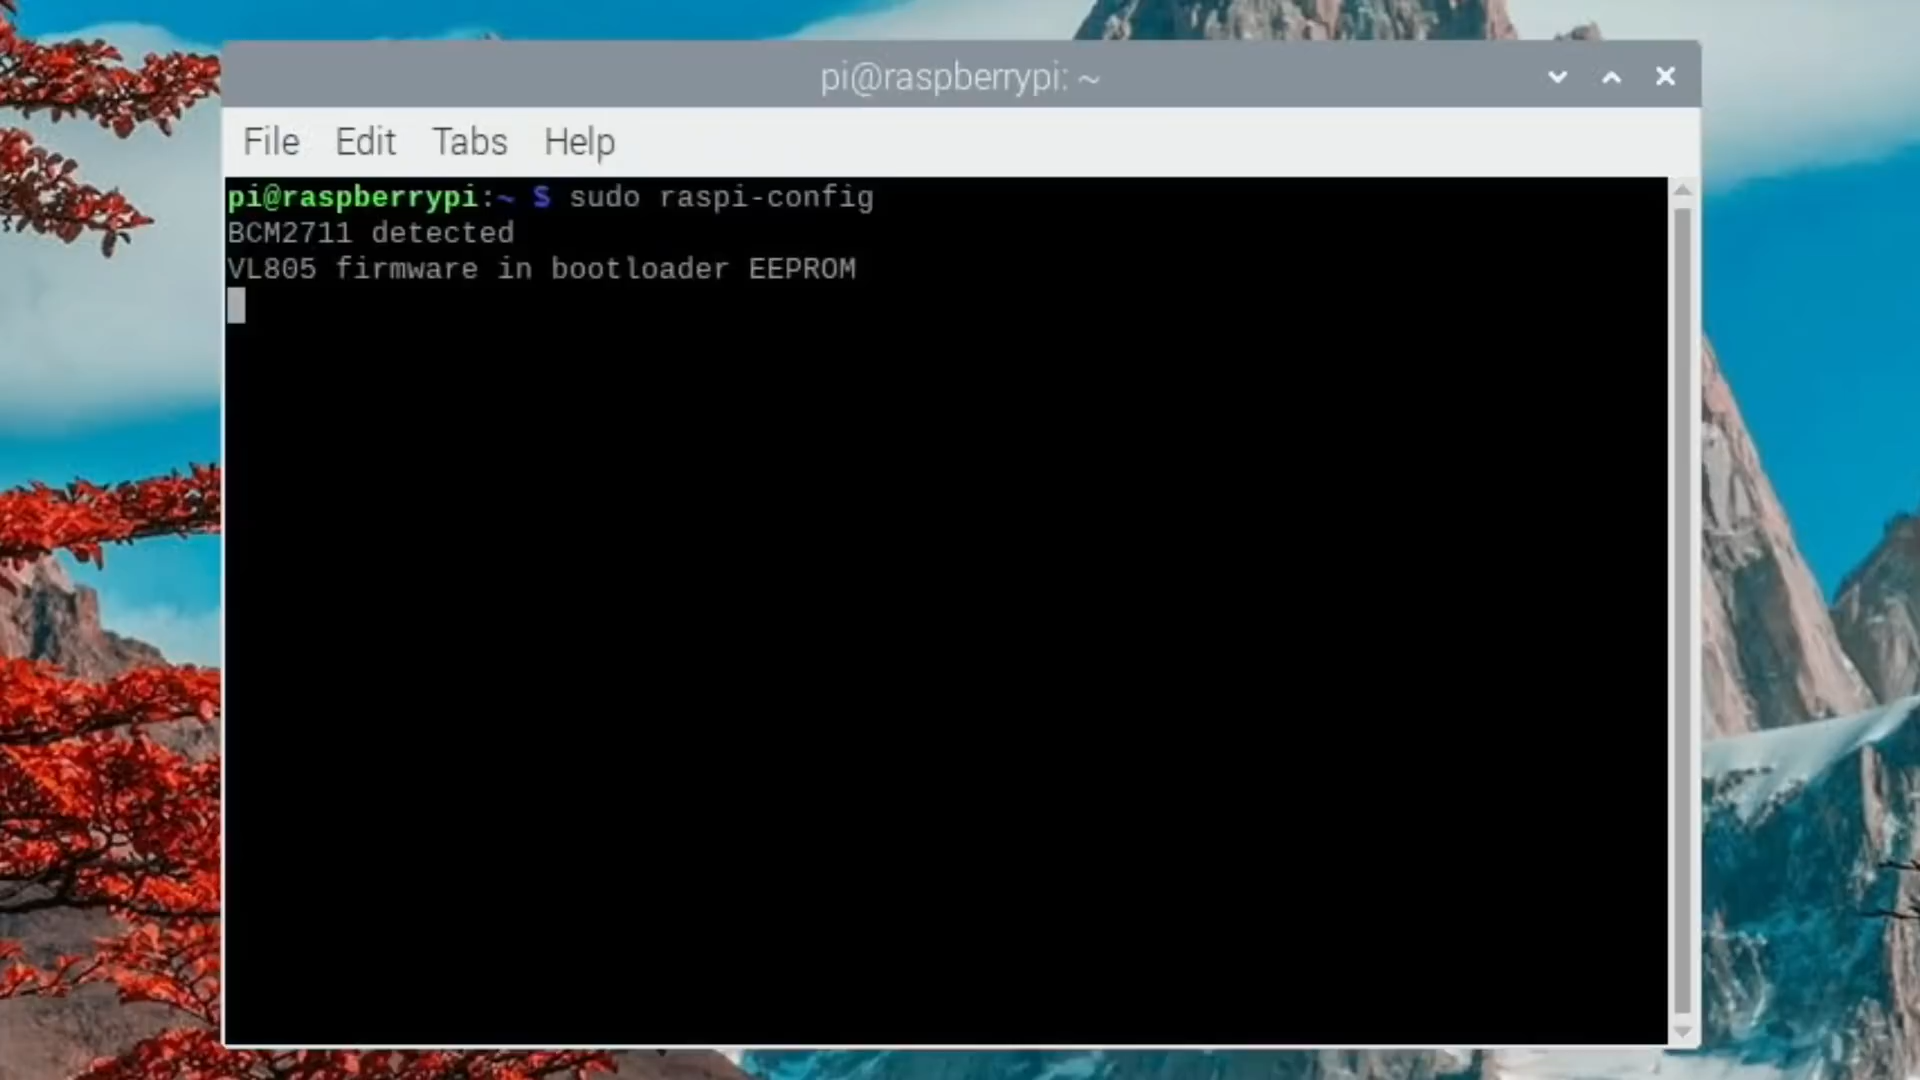 pi@raspberrypi: ~
File Edit Tabs Help
pi@raspberrypi:~ $ sudo raspi-config
BCM2711 detected
VL805 firmware in bootloader EEPROM